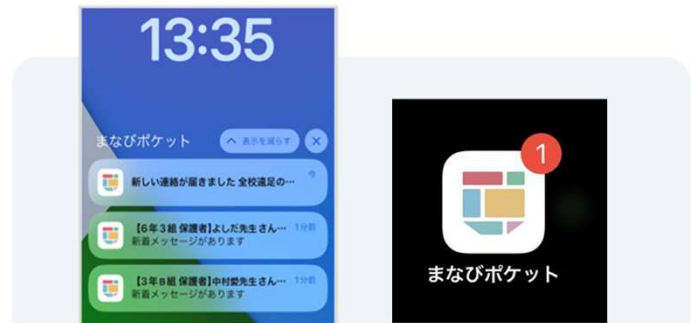 13:35
まなびポケット
表示を減らす
新しい連絡が届きました 全校遠足の…
今
【6年3組 保護者】よしだ先生さん… 1分前
新着メッセージがあります
【3年B組 保護者】中村愛先生さん… 1分前
新着メッセージがあります
1
まなびポケット